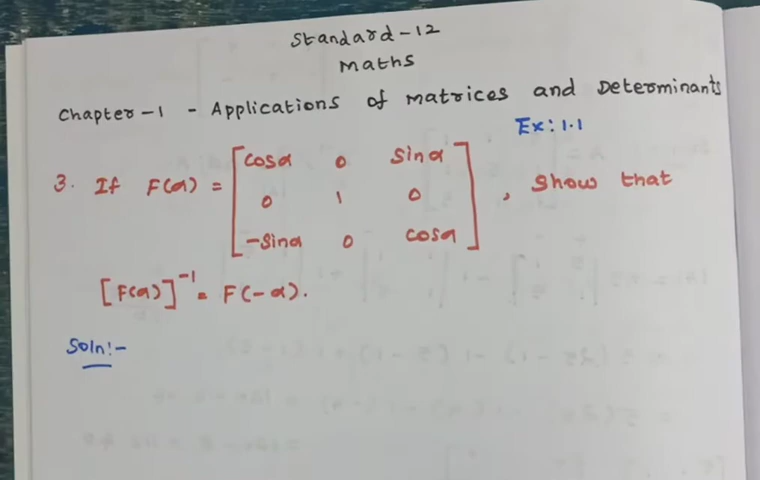 Standard-12
Maths
Chapter-1 - Applications of matrices and Determinants
Ex: 1.1
3. If F(α) = [cosα 0 sinα
0 1 0
-sinα 0 cosα] , show that
[F(α)]⁻¹ = F(-α).
Soln:-